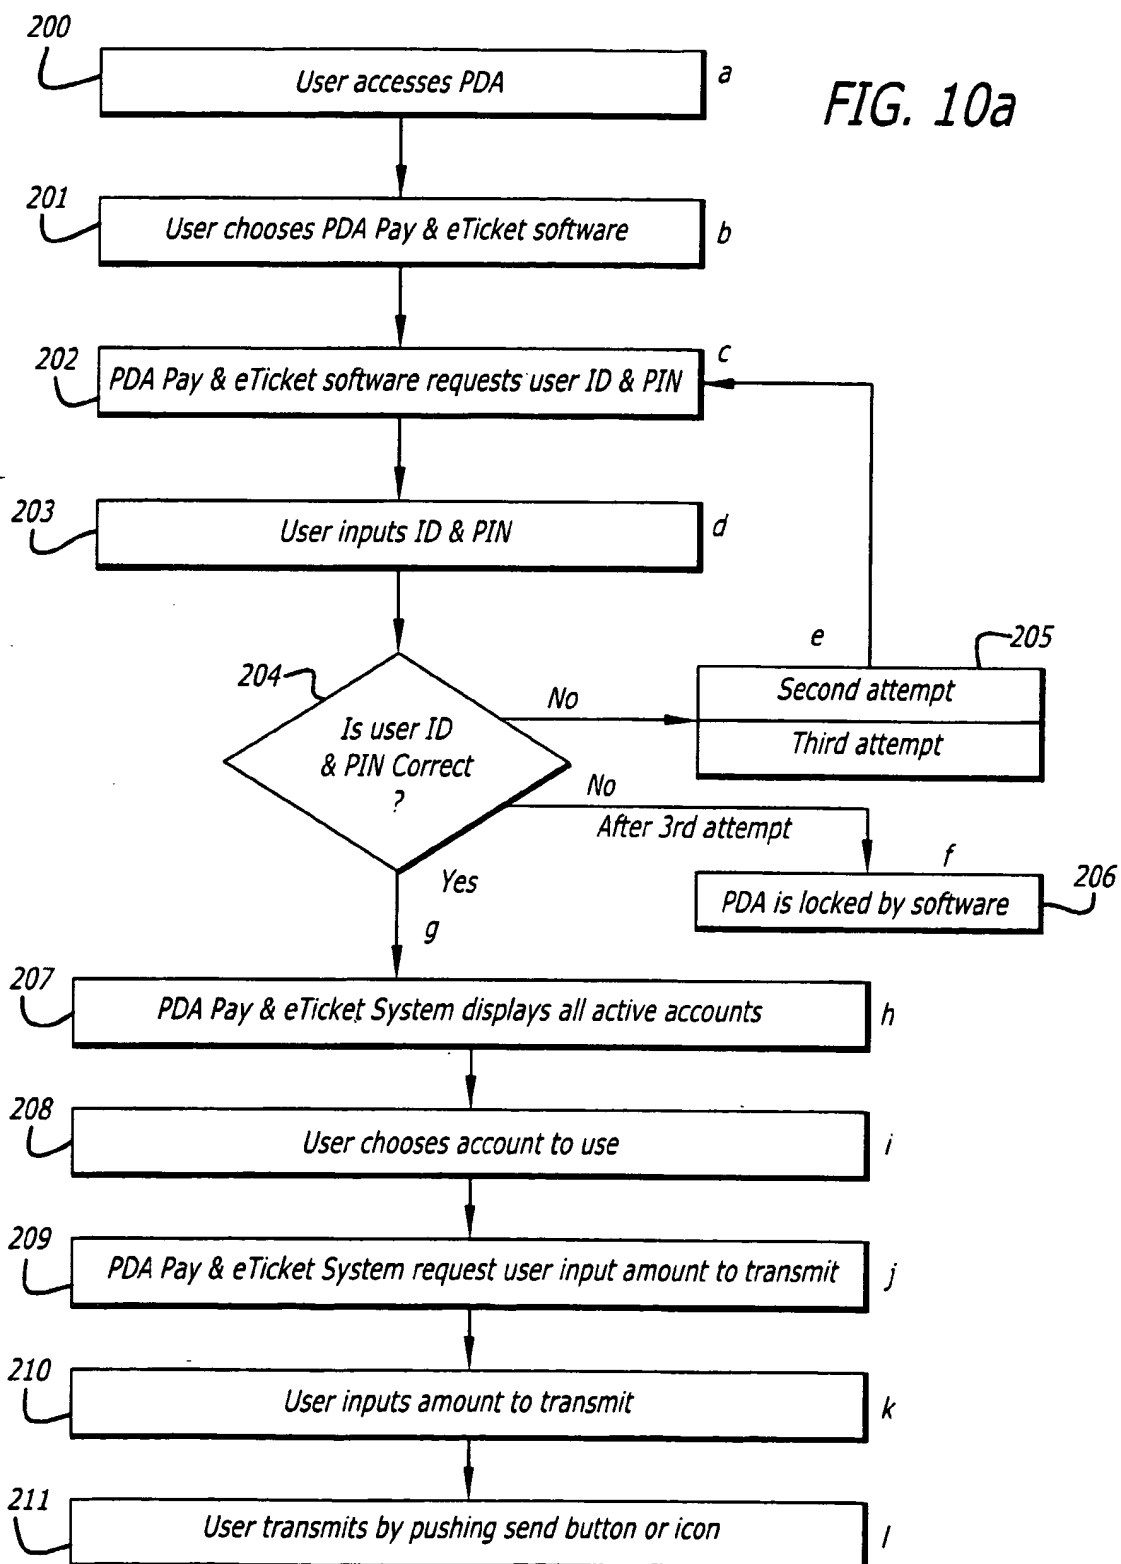 200
User accesses PDA
a
FIG. 10a
201
User chooses PDA Pay & eTicket software
b
202
PDA Pay & eTicket software requests user ID & PIN
c
203
User inputs ID & PIN
d
204
Is user ID
& PIN Correct
?
No
e
205
Second attempt
Third attempt
No
After 3rd attempt
f
PDA is locked by software
206
Yes
g
207
PDA Pay & eTicket System displays all active accounts
h
208
User chooses account to use
i
209
PDA Pay & eTicket System request user input amount to transmit
j
210
User inputs amount to transmit
k
211
User transmits by pushing send button or icon
l